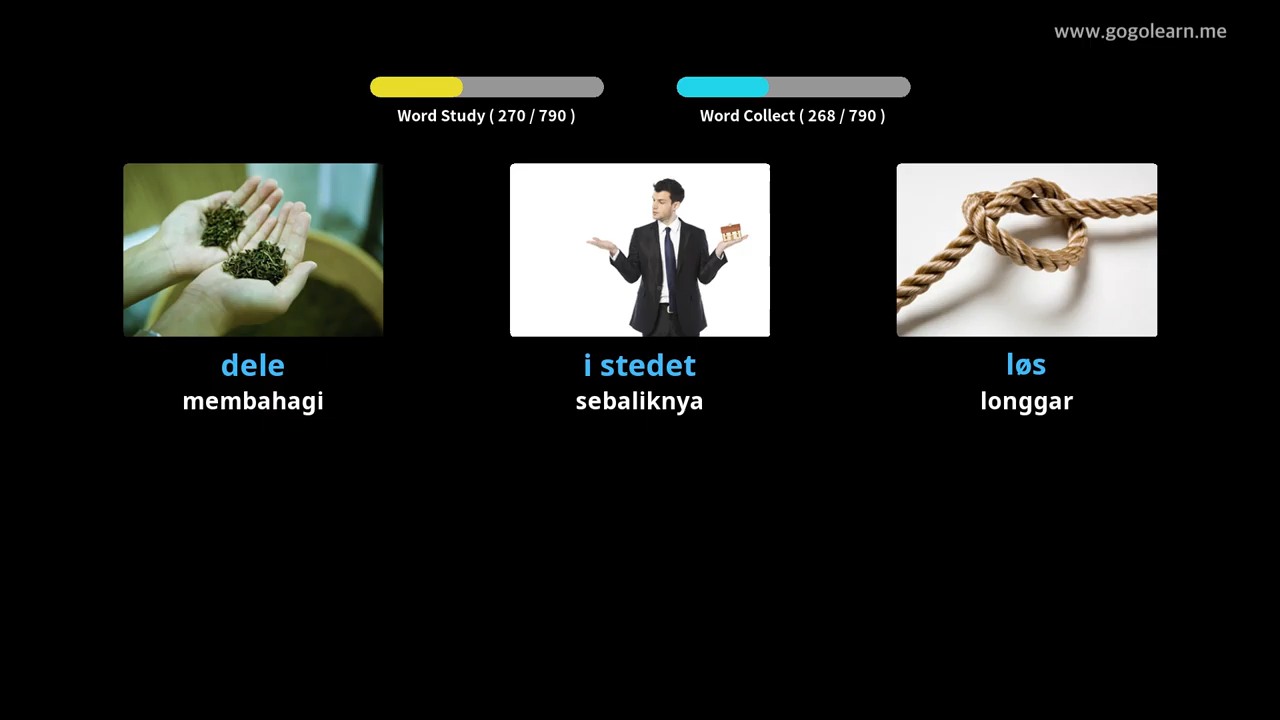 www.gogolearn.me
Word Study ( 270 / 790 )
Word Collect ( 268 / 790 )
dele
membahagi
i stedet
sebaliknya
løs
longgar